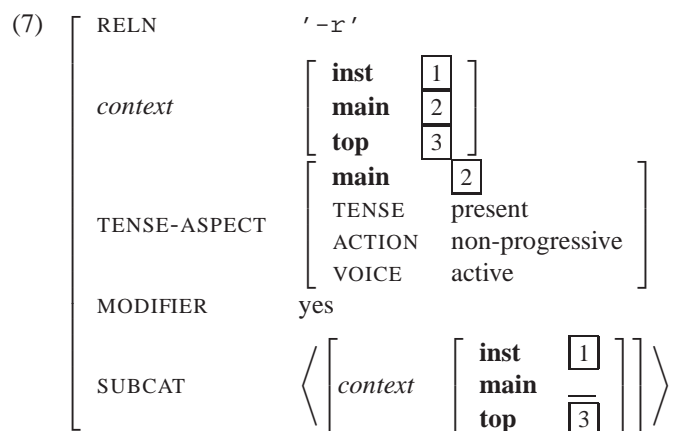 (7) RELN '-r'
context inst 1
main 2
top 3
TENSE-ASPECT main 2
TENSE present
ACTION non-progressive
VOICE active
MODIFIER yes
SUBCAT context inst 1
main __
top 3